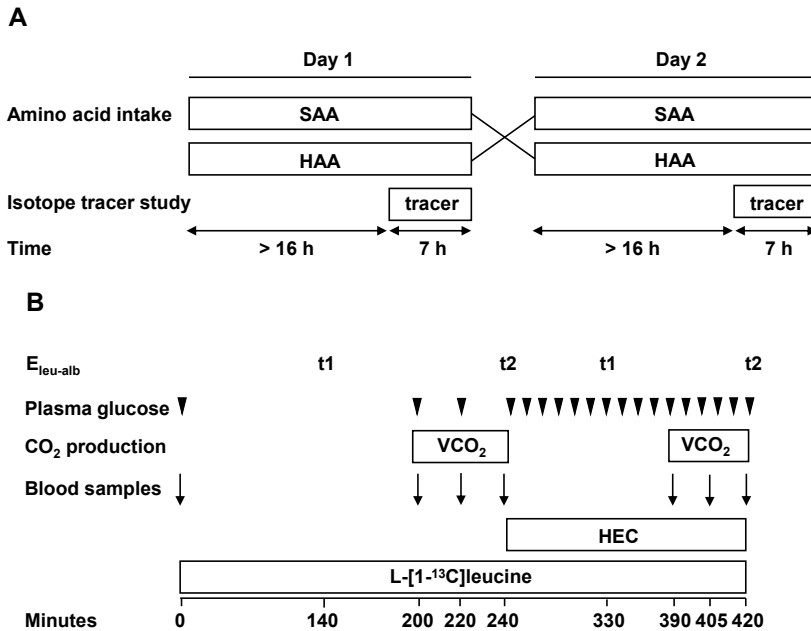 A
Day 1 Day 2
Amino acid intake SAA SAA
HAA HAA
Isotope tracer study tracer tracer
Time > 16 h 7 h > 16 h 7 h
B
E leu-alb t1 t2 t1 t2
Plasma glucose
CO₂ production VCO₂ VCO₂
Blood samples
HEC
L-[1-¹³C]leucine
Minutes 0 140 200 220 240 330 390 405 420